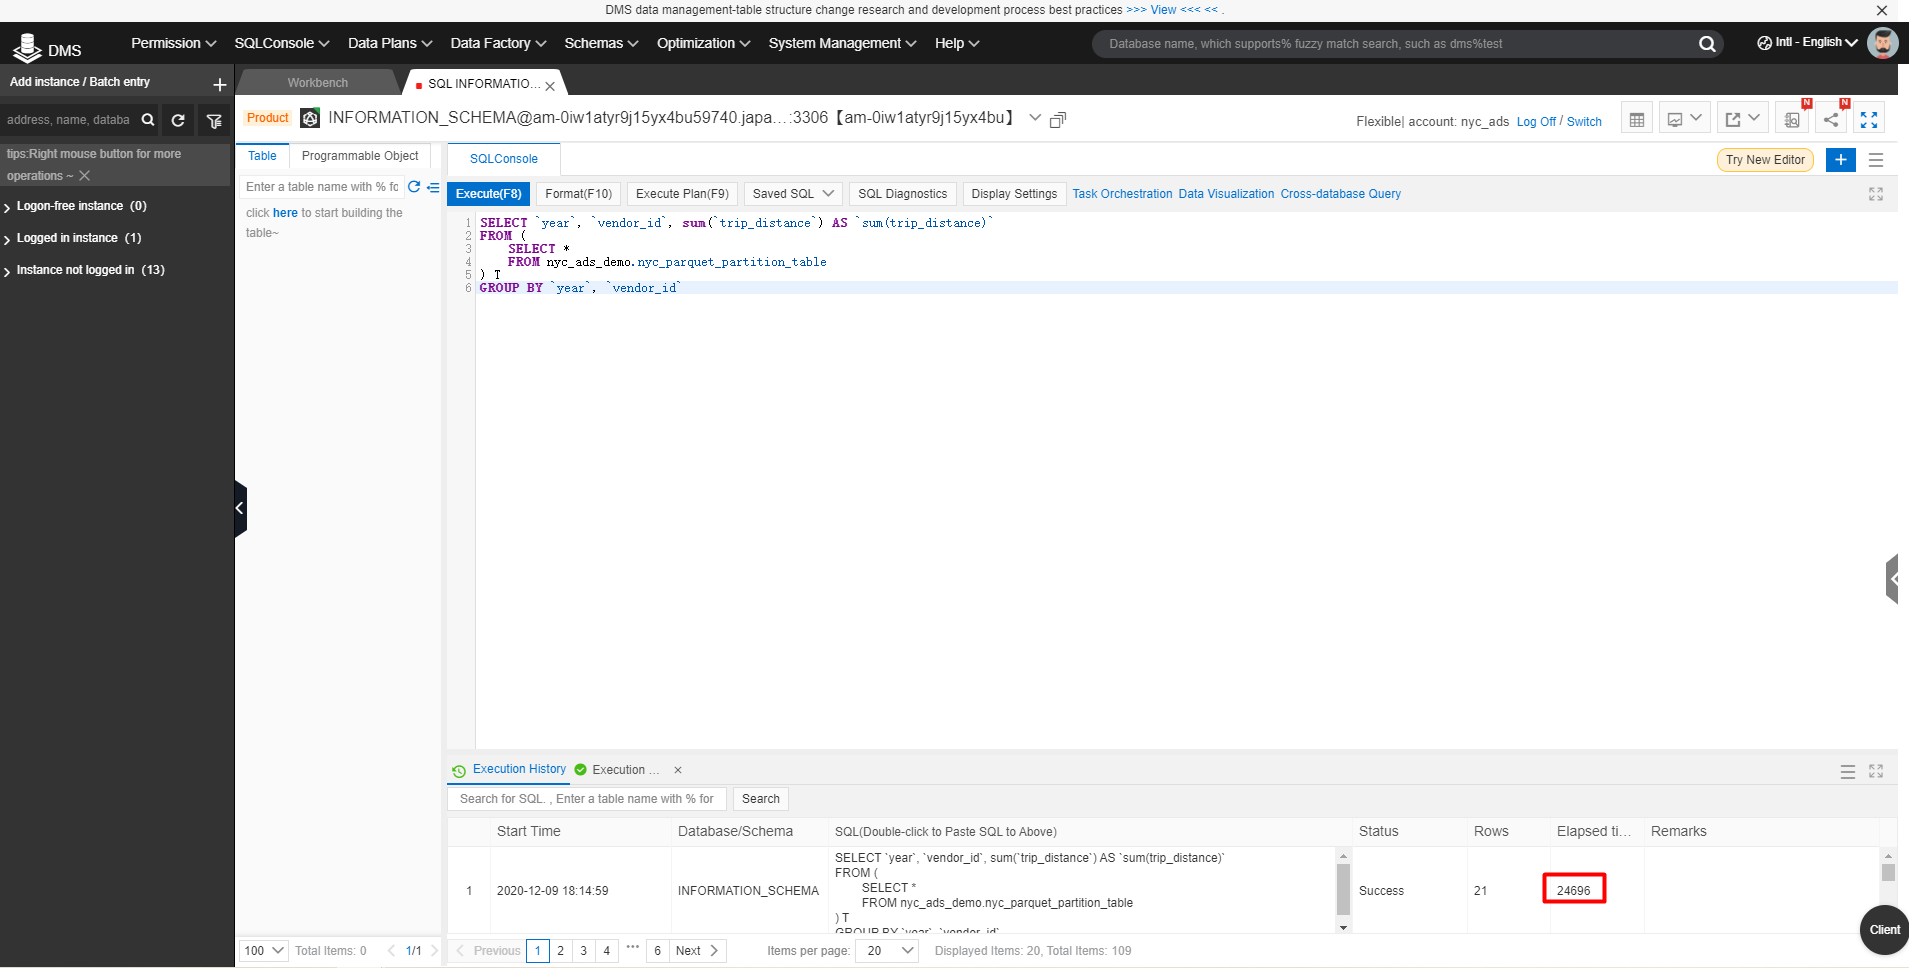 DMS data management-table structure change research and development process best practices >>> View <<< << .
DMS
Permission SQLConsole Data Plans Data Factory Schemas Optimization System Management Help
Database name, which supports% fuzzy match search, such as dms%test
Intl - English
Add instance / Batch entry
Workbench
SQL INFORMATIO...
address, name, databa
tips:Right mouse button for more
operations ~
Logon-free instance (0)
Logged in instance (1)
Instance not logged in (13)
Product
INFORMATION_SCHEMA@am-0iw1atyr9j15yx4bu59740.japa...:3306【am-0iw1atyr9j15yx4bu】
Flexible| account: nyc_ads Log Off / Switch
N
N
Table
Programmable Object
SQLConsole
Try New Editor
Enter a table name with % fo
click here to start building the
table~
Execute(F8) Format(F10) Execute Plan(F9) Saved SQL SQL Diagnostics Display Settings Task Orchestration Data Visualization Cross-database Query
1 SELECT `year`, `vendor_id`, sum(`trip_distance`) AS `sum(trip_distance)`
2 FROM (
3 SELECT *
4 FROM nyc_ads_demo.nyc_parquet_partition_table
5 ) T
6 GROUP BY `year`, `vendor_id`
Execution History Execution ...
Search for SQL. , Enter a table name with % for
Search
Start Time Database/Schema SQL(Double-click to Paste SQL to Above) Status Rows Elapsed ti... Remarks
1 2020-12-09 18:14:59 INFORMATION_SCHEMA
SELECT `year`, `vendor_id`, sum(`trip_distance`) AS `sum(trip_distance)`
FROM (
SELECT *
FROM nyc_ads_demo.nyc_parquet_partition_table
) T
GROUP BY `year`, `vendor_id`
Success 21 24696
100 Total Items: 0 1/1
Previous 1 2 3 4 ••• 6 Next
Items per page: 20 Displayed Items: 20, Total Items: 109
Client